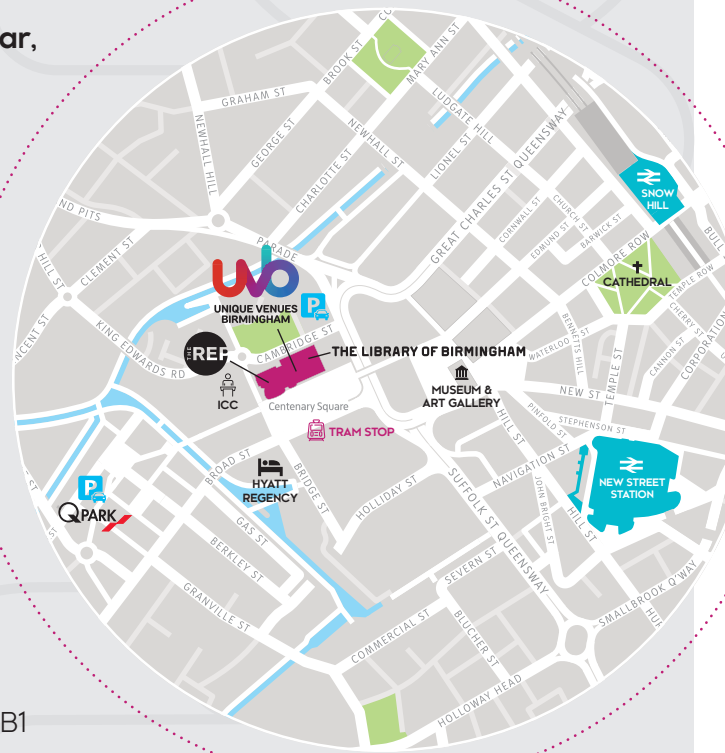 ar,
BROOK ST
MARY ANN ST
GRAHAM ST
NEWHALL HILL
GEORGE ST
CHARLOTTE ST
NEWHALL ST
LUDGATE HILL
LIONEL ST
GREAT CHARLES ST QUEENSWAY
SNOW
HILL
CORNWALL ST
CHURCH ST
EDMUND ST
BARWICK ST
COLMORE ROW
CATHEDRAL
TEMPLE ROW
CHERRY
CANNON ST
CORPORATION
ND PITS
CLEMENT ST
HILL ST
NCENT ST
PARADE
UVB
UNIQUE VENUES
BIRMINGHAM
P
KING EDWARDS RD
THE REP
CAMBRIDGE ST
THE LIBRARY OF BIRMINGHAM
WATERLOO ST
BENNETTS HILL
TEMPLE ST
NEW ST
ICC
Centenary Square
MUSEUM &
ART GALLERY
TRAM STOP
HILL ST
PINFOLD ST
STEPHENSON ST
NAVIGATION ST
NEW STREET
STATION
JOHN BRIGHT ST
HILL ST
BROAD ST
HYATT
REGENCY
BRIDGE ST
HOLLIDAY ST
SUFFOLK ST QUEENSWAY
P
QPARK
GAS ST
BERKLEY ST
GRANVILLE ST
SEVERN ST
COMMERCIAL ST
BLUCHER ST
SMALLBROOK Q'WAY
HOLLOWAY HEAD
B1